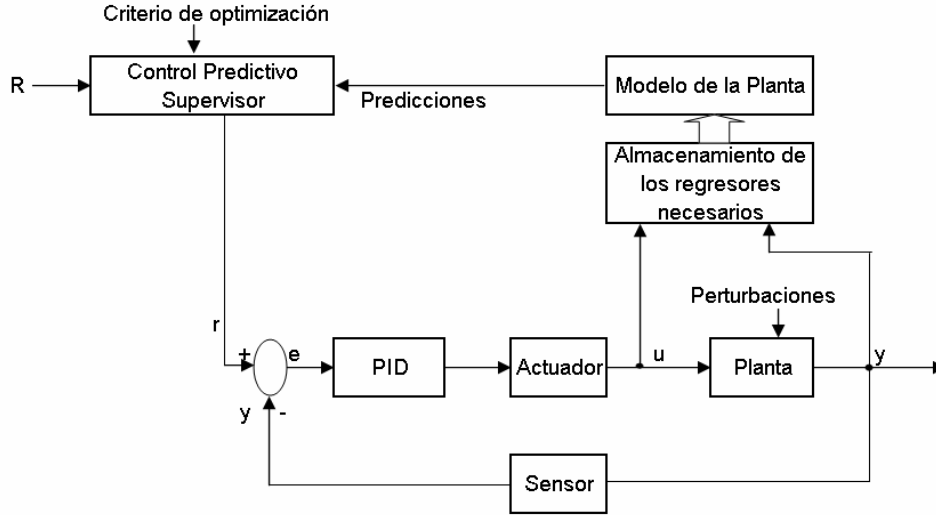 Criterio de optimización
R
Control Predictivo
Supervisor
Predicciones
Modelo de la Planta
Almacenamiento de
los regresores
necesarios
Perturbaciones
r
+
e
PID
Actuador
u
Planta
y
y
-
Sensor